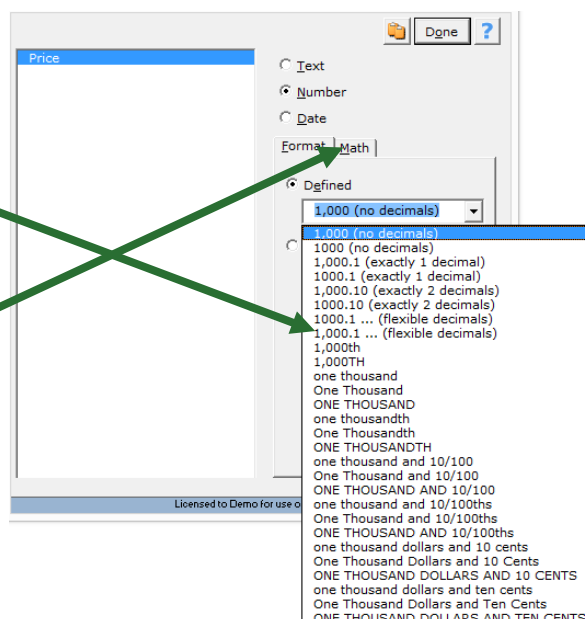 Done ?
Price
Text
Number
Date
Format Math
Defined
1,000 (no decimals)
1,000 (no decimals)
1000 (no decimals)
1,000.1 (exactly 1 decimal)
1000.1 (exactly 1 decimal)
1,000.10 (exactly 2 decimals)
1000.10 (exactly 2 decimals)
1000.1 ... (flexible decimals)
1,000.1 ... (flexible decimals)
1,000th
1,000TH
one thousand
One Thousand
ONE THOUSAND
one thousandth
One Thousandth
ONE THOUSANDTH
one thousand and 10/100
One Thousand and 10/100
ONE THOUSAND AND 10/100
one thousand and 10/100ths
One Thousand and 10/100ths
ONE THOUSAND AND 10/100ths
Licensed to Demo for use o
one thousand dollars and 10 cents
One Thousand Dollars and 10 Cents
ONE THOUSAND DOLLARS AND 10 CENTS
one thousand dollars and ten cents
One Thousand Dollars and Ten Cents
ONE THOUSAND DOLLARS AND TEN CENTS